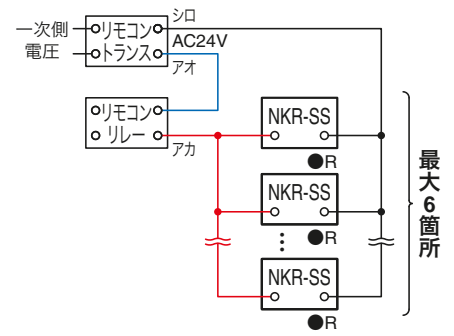 一次側
電圧
リモコン
トランス
シロ
AC24V
アオ
リモコン
リレー
アカ
NKR-SS
●R
NKR-SS
●R
NKR-SS
●R
最大6箇所